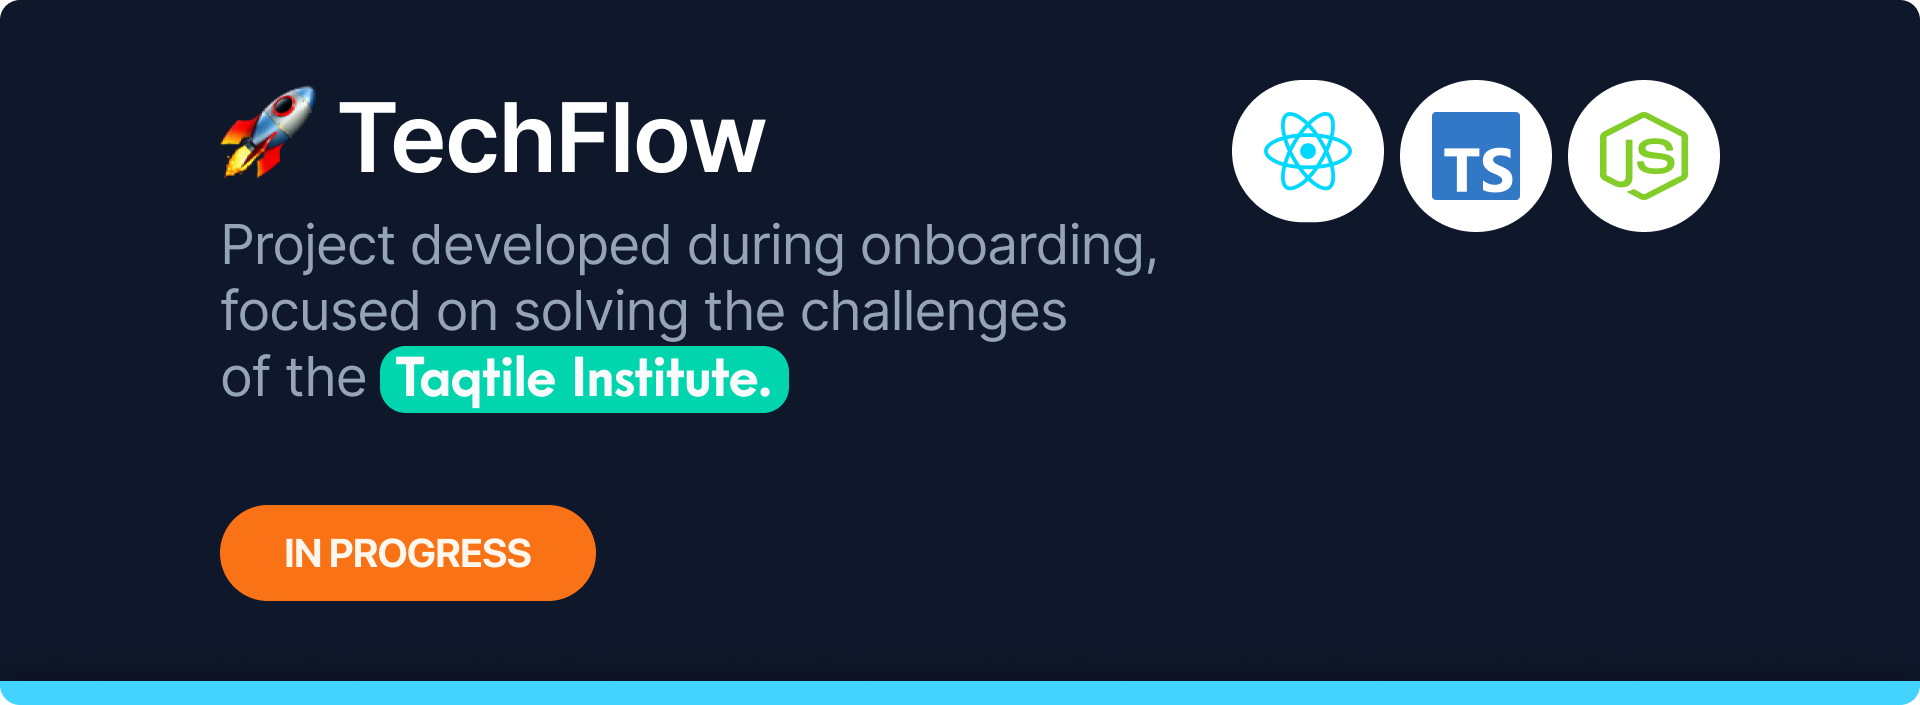 TechFlow
Project developed during onboarding,
focused on solving the challenges
of the Taqtile Institute.
IN PROGRESS
TS
JS